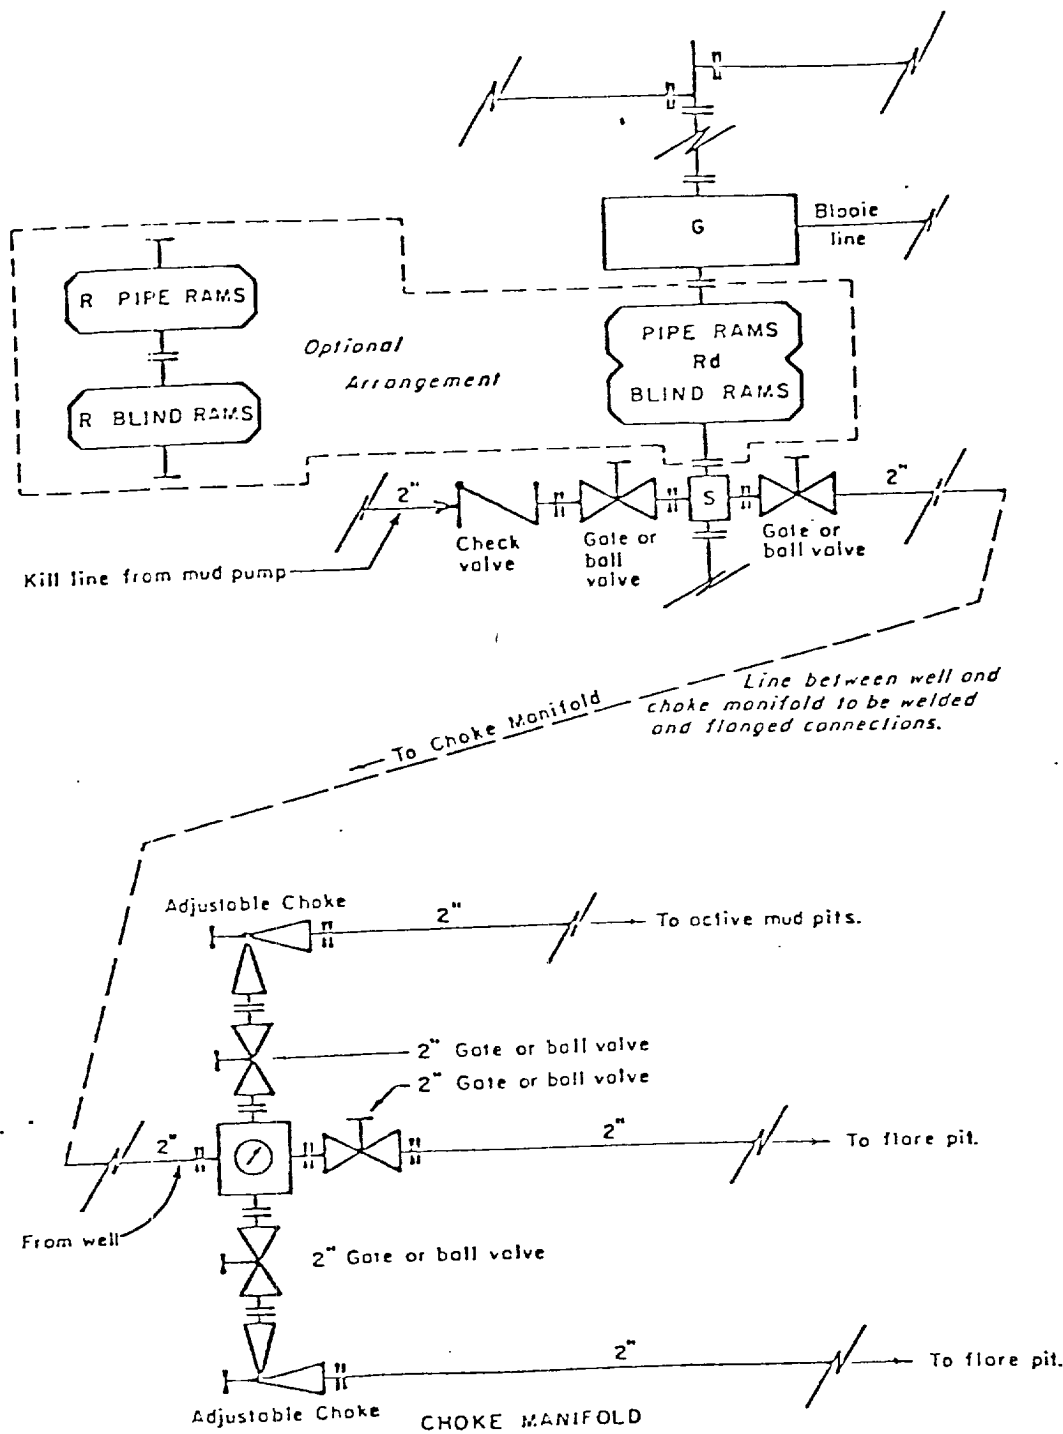 G
Blooie
line
R PIPE RAMS
Optional
Arrangement
PIPE RAMS
Rd
BLIND RAMS
R BLIND RAMS
2"
S
2"
Check
valve
Gate or
ball
valve
Gate or
ball valve
Kill line from mud pump
Line between well and
choke manifold to be welded
and flanged connections.
To Choke Manifold
Adjustable Choke
2"
To active mud pits.
2" Gate or ball valve
2" Gate or ball valve
2"
2"
To flare pit.
From well
2" Gate or ball valve
2"
To flare pit.
Adjustable Choke
CHOKE MANIFOLD